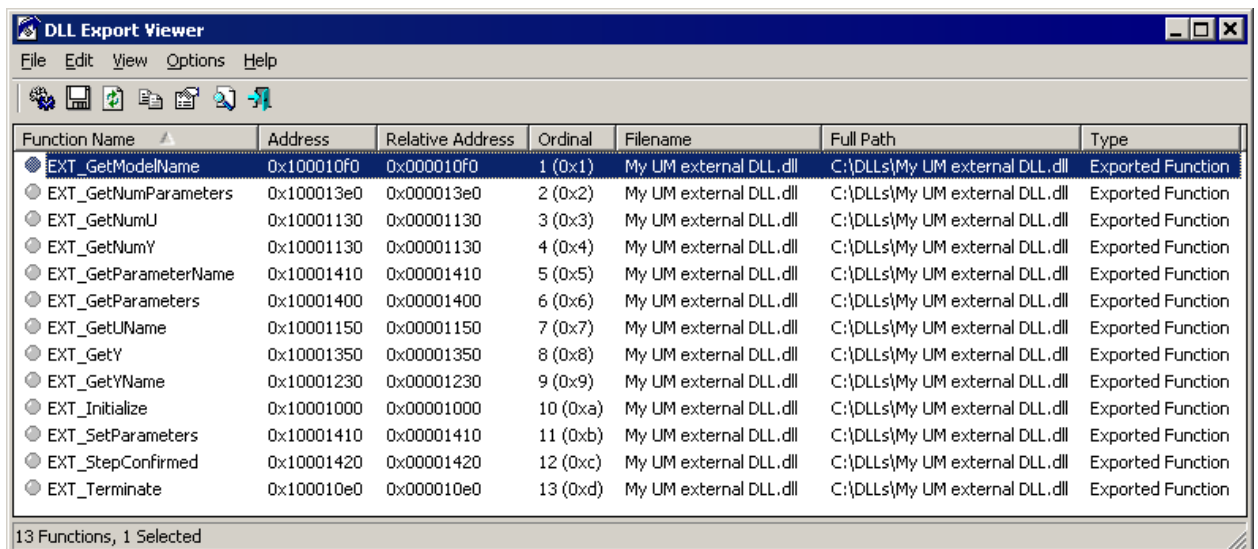 DLL Export Viewer
File Edit View Options Help
Function Name Address Relative Address Ordinal Filename Full Path Type
EXT_GetModelName 0x100010f0 0x000010f0 1 (0x1) My UM external DLL.dll C:\DLLs\My UM external DLL.dll Exported Function
EXT_GetNumParameters 0x100013e0 0x000013e0 2 (0x2) My UM external DLL.dll C:\DLLs\My UM external DLL.dll Exported Function
EXT_GetNumU 0x10001130 0x00001130 3 (0x3) My UM external DLL.dll C:\DLLs\My UM external DLL.dll Exported Function
EXT_GetNumY 0x10001130 0x00001130 4 (0x4) My UM external DLL.dll C:\DLLs\My UM external DLL.dll Exported Function
EXT_GetParameterName 0x10001410 0x00001410 5 (0x5) My UM external DLL.dll C:\DLLs\My UM external DLL.dll Exported Function
EXT_GetParameters 0x10001400 0x00001400 6 (0x6) My UM external DLL.dll C:\DLLs\My UM external DLL.dll Exported Function
EXT_GetUName 0x10001150 0x00001150 7 (0x7) My UM external DLL.dll C:\DLLs\My UM external DLL.dll Exported Function
EXT_GetY 0x10001350 0x00001350 8 (0x8) My UM external DLL.dll C:\DLLs\My UM external DLL.dll Exported Function
EXT_GetYName 0x10001230 0x00001230 9 (0x9) My UM external DLL.dll C:\DLLs\My UM external DLL.dll Exported Function
EXT_Initialize 0x10001000 0x00001000 10 (0xa) My UM external DLL.dll C:\DLLs\My UM external DLL.dll Exported Function
EXT_SetParameters 0x10001410 0x00001410 11 (0xb) My UM external DLL.dll C:\DLLs\My UM external DLL.dll Exported Function
EXT_StepConfirmed 0x10001420 0x00001420 12 (0xc) My UM external DLL.dll C:\DLLs\My UM external DLL.dll Exported Function
EXT_Terminate 0x100010e0 0x000010e0 13 (0xd) My UM external DLL.dll C:\DLLs\My UM external DLL.dll Exported Function
13 Functions, 1 Selected